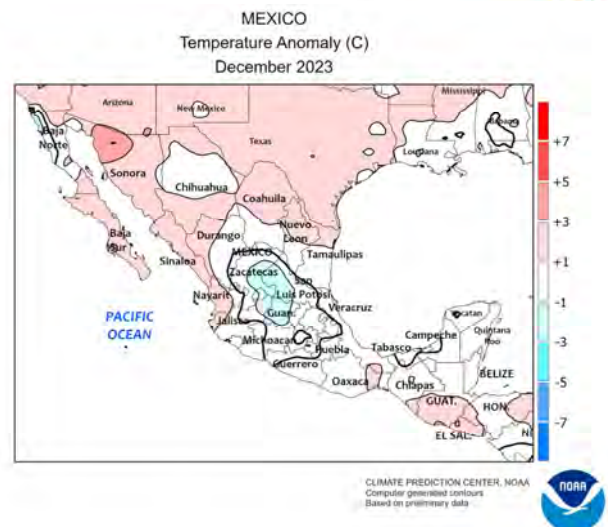 MEXICO
Temperature Anomaly (C)
December 2023
Arizona
New Mexico
Mississippi
Texas
Louisiana
Baja
Norte
Sonora
Chihuahua
Coahuila
Nuevo
Leon
Durango
MEXICO
Tamaulipas
Baja
Sur
Sinaloa
Zacatecas
San
Luis Potosi
Nayarit
Guan.
Veracruz
Jalisco
Michoacan
Puebla
Guerrero
Oaxaca
Tabasco
Campeche
Yucatan
Quintana
Roo
Chiapas
BELIZE
GUAT.
HON.
EL SAL.
NI
PACIFIC
OCEAN
+7
+5
+3
+1
-1
-3
-5
-7
CLIMATE PREDICTION CENTER, NOAA
Computer generated contours
Based on preliminary data
NOAA